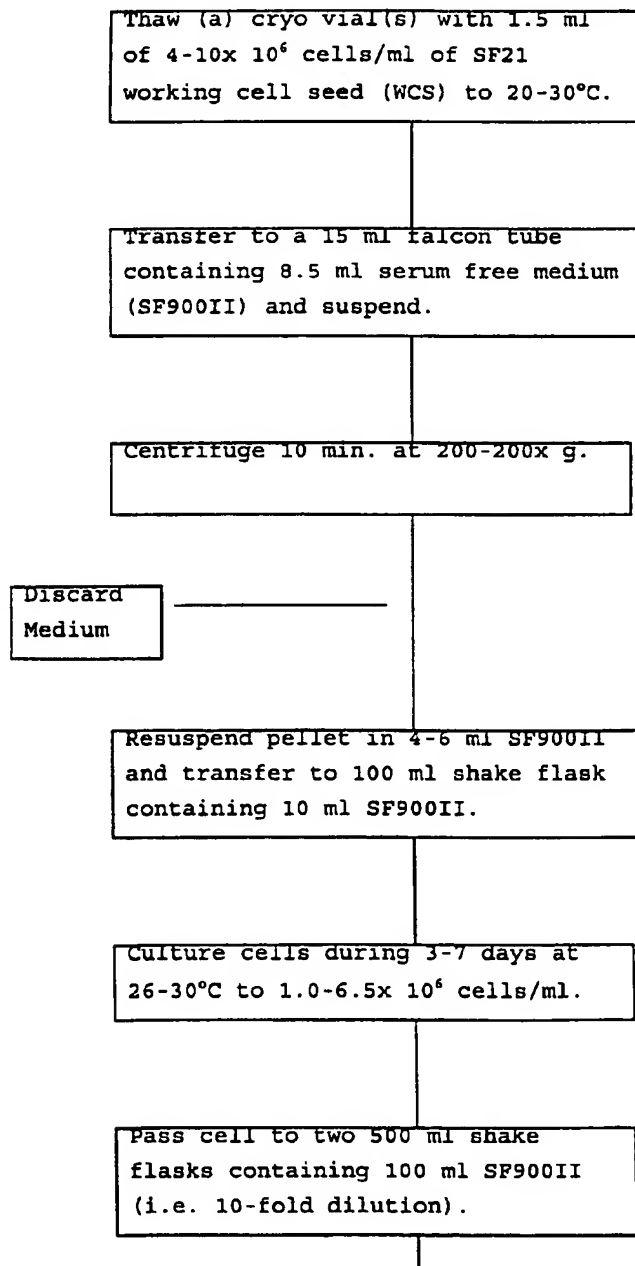 Thaw (a) cryo vial(s) with 1.5 ml
of 4-10x 10⁶ cells/ml of SF21
working cell seed (WCS) to 20-30°C.
Transfer to a 15 ml falcon tube
containing 8.5 ml serum free medium
(SF900II) and suspend.
Centrifuge 10 min. at 200-200x g.
Discard
Medium
Resuspend pellet in 4-6 ml SF900II
and transfer to 100 ml shake flask
containing 10 ml SF900II.
Culture cells during 3-7 days at
26-30°C to 1.0-6.5x 10⁶ cells/ml.
Pass cell to two 500 ml shake
flasks containing 100 ml SF900II
(i.e. 10-fold dilution).